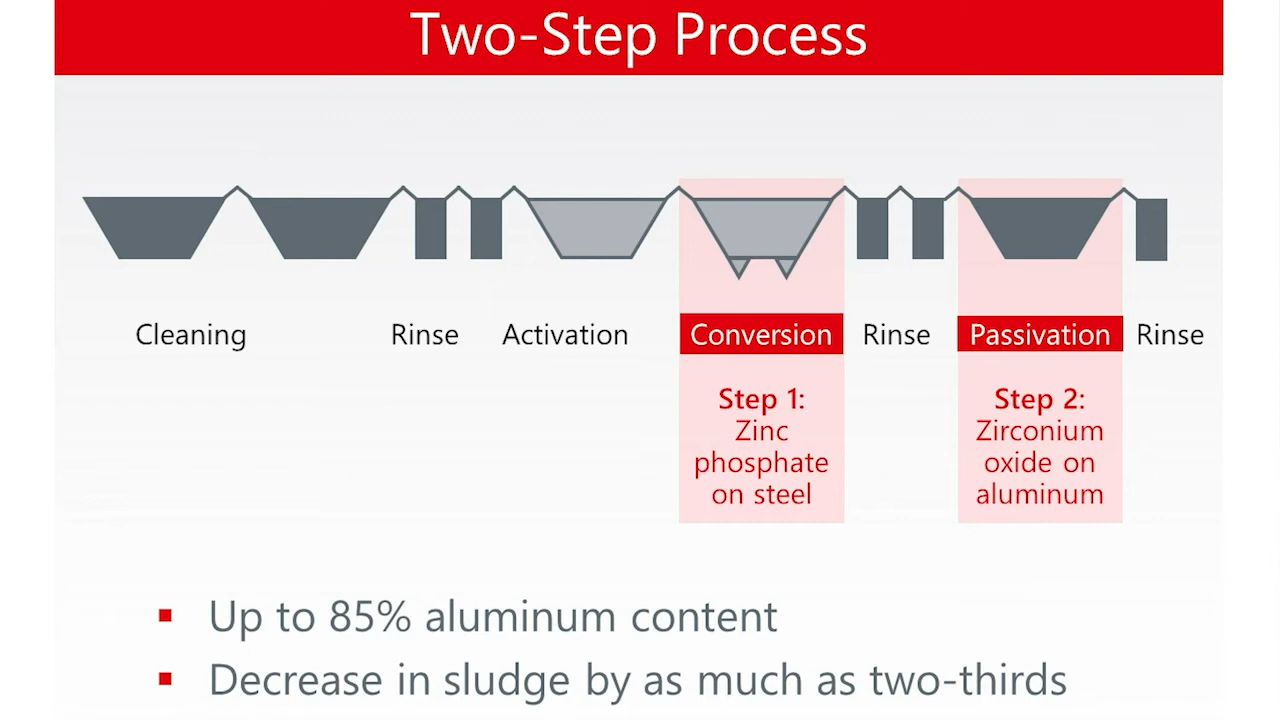 Two-Step Process
Cleaning Rinse Activation Conversion Rinse Passivation Rinse
Step 1:
Zinc
phosphate
on steel
Step 2:
Zirconium
oxide on
aluminum
▪ Up to 85% aluminum content
▪ Decrease in sludge by as much as two-thirds